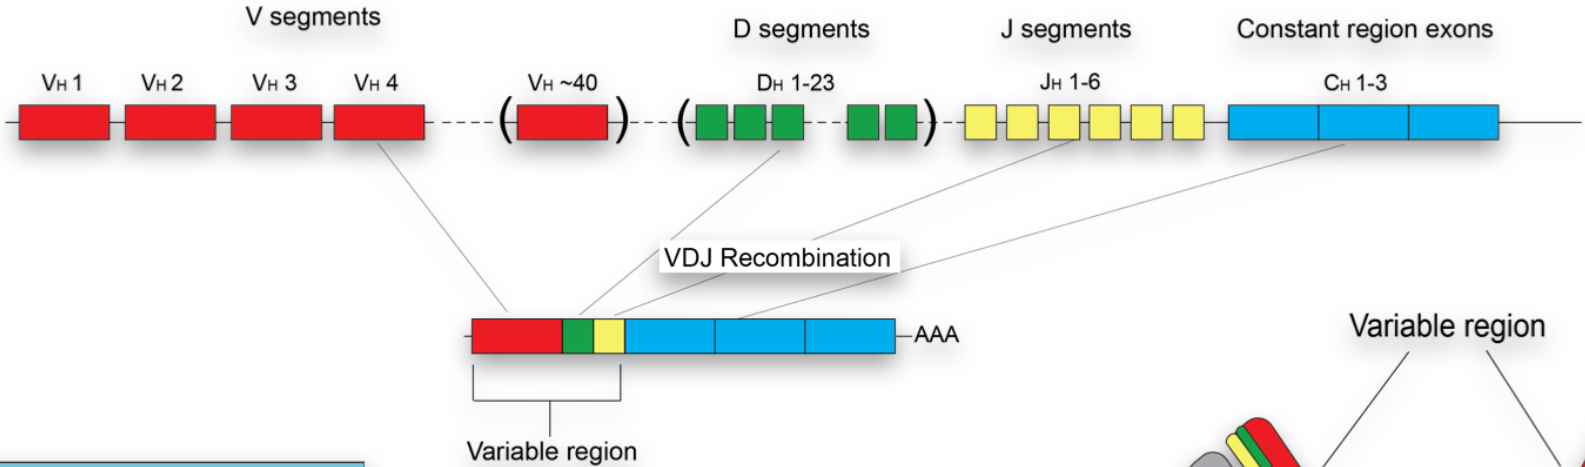 V segments
D segments
J segments
Constant region exons
VH 1
VH 2
VH 3
VH 4
VH ~40
DH 1-23
JH 1-6
CH 1-3
( )
( )
VDJ Recombination
AAA
Variable region
Variable region